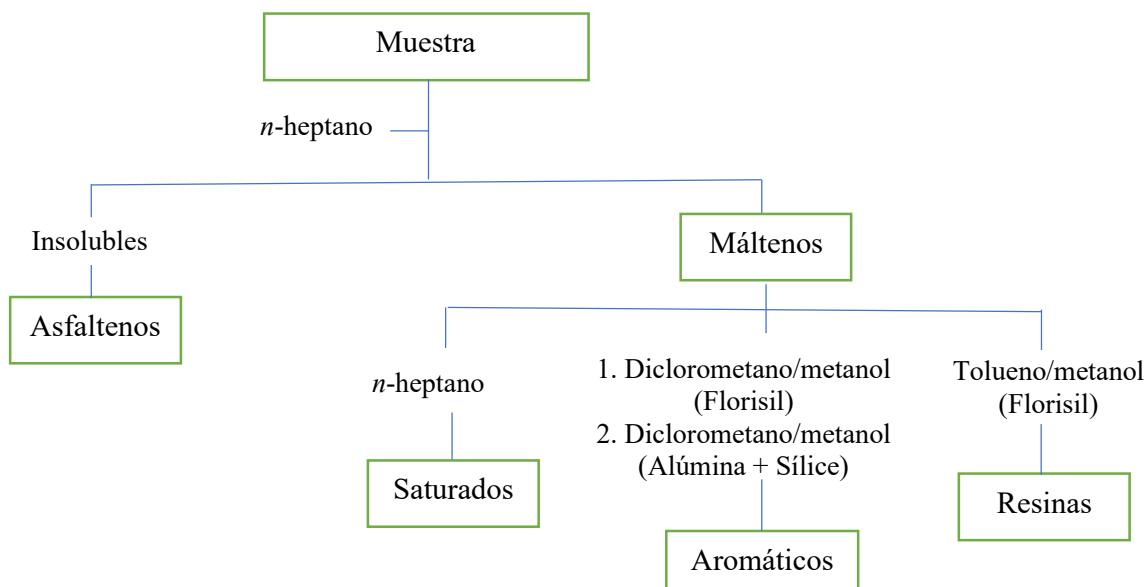 Muestra
n-heptano
Insolubles
Máltenos
Asfaltenos
n-heptano
1. Diclorometano/metanol
(Florisil)
2. Diclorometano/metanol
(Alúmina + Sílice)
Tolueno/metanol
(Florisil)
Saturados
Resinas
Aromáticos